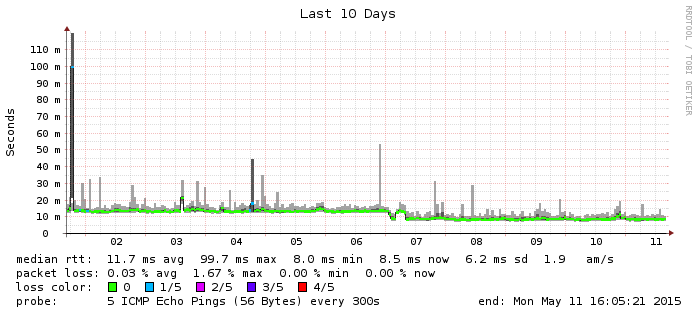 Last 10 Days
RRDTOOL / TOBI OETIKER
Seconds
110 m
100 m
90 m
80 m
70 m
60 m
50 m
40 m
30 m
20 m
10 m
0
02 03 04 05 06 07 08 09 10 11
median rtt: 11.7 ms avg 99.7 ms max 8.0 ms min 8.5 ms now 6.2 ms sd 1.9 am/s
packet loss: 0.03 % avg 1.67 % max 0.00 % min 0.00 % now
loss color: 0 1/5 2/5 3/5 4/5
probe: 5 ICMP Echo Pings (56 Bytes) every 300s end: Mon May 11 16:05:21 2015